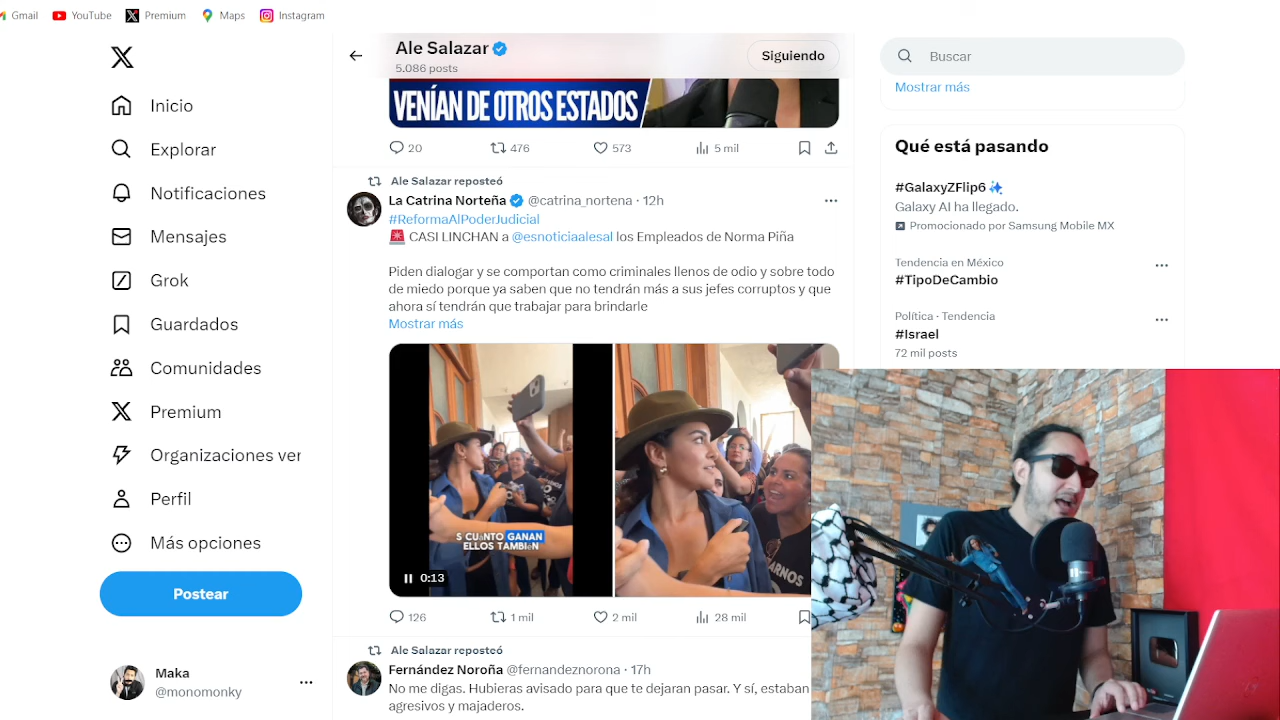 Gmail
YouTube
Premium
Maps
Instagram
Inicio
Explorar
Notificaciones
Mensajes
Grok
Guardados
Comunidades
Premium
Organizaciones ver
Perfil
Más opciones
Postear
Maka
@monomonky
Ale Salazar
5.086 posts
Siguiendo
VENÍAN DE OTROS ESTADOS
20 476 573 5 mil
Ale Salazar reposteó
La Catrina Norteña @catrina_nortena · 12h
#ReformaAlPoderJudicial
🚨 CASI LINCHAN a @esnoticiaalesal los Empleados de Norma Piña
Piden dialogar y se comportan como criminales llenos de odio y sobre todo
de miedo porque ya saben que no tendrán más a sus jefes corruptos y que
ahora sí tendrán que trabajar para brindarle
Mostrar más
S CUáNTO GANAN
ELLOS TAMBIéN
0:13
126 1 mil 2 mil 28 mil
Ale Salazar reposteó
Fernández Noroña @fernandeznorona · 17h
No me digas. Hubieras avisado para que te dejaran pasar. Y sí, estaban
agresivos y majaderos.
Buscar
Mostrar más
Qué está pasando
#GalaxyZFlip6 ✨
Galaxy AI ha llegado.
Promocionado por Samsung Mobile MX
Tendencia en México
#TipoDeCambio
Política · Tendencia
#Israel
72 mil posts